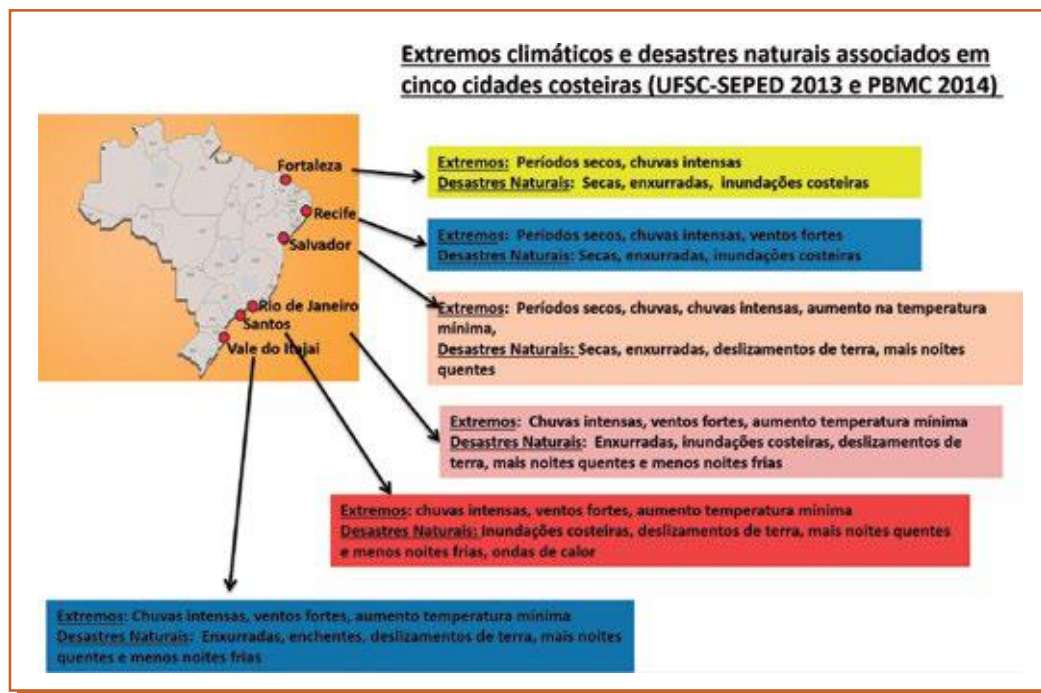 Extremos climáticos e desastres naturais associados em
cinco cidades costeiras (UFSC-SEPED 2013 e PBMC 2014)
Fortaleza
Recife
Salvador
Rio de Janeiro
Santos
Vale do Itajai
Extremos: Períodos secos, chuvas intensas
Desastres Naturais: Secas, enxurradas, inundações costeiras
Extremos: Períodos secos, chuvas intensas, ventos fortes
Desastres Naturais: Secas, enxurradas, inundações costeiras
Extremos: Períodos secos, chuvas, chuvas intensas, aumento na temperatura
mínima,
Desastres Naturais: Secas, enxurradas, deslizamentos de terra, mais noites
quentes
Extremos: Chuvas intensas, ventos fortes, aumento temperatura mínima
Desastres Naturais: Enxurradas, inundações costeiras, deslizamentos de
terra, mais noites quentes e menos noites frias
Extremos: chuvas intensas, ventos fortes, aumento temperatura mínima
Desastres Naturais: Inundações costeiras, deslizamentos de terra, mais noites quentes
e menos noites frias, ondas de calor
Extremos: Chuvas intensas, ventos fortes, aumento temperatura mínima
Desastres Naturais: Enxurradas, enchentes, deslizamentos de terra, mais noites
quentes e menos noites frias